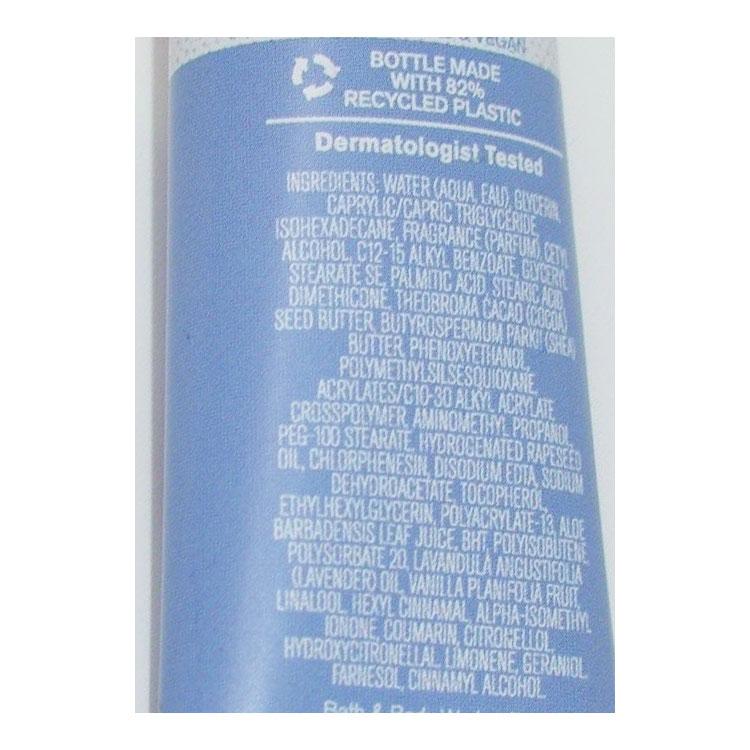 & VEGAN
BOTTLE MADE
WITH 82%
RECYCLED PLASTIC
Dermatologist Tested
INGREDIENTS: WATER (AQUA, EAU), GLYCERIN,
CAPRYLIC/CAPRIC TRIGLYCERIDE,
ISOHEXADECANE, FRAGRANCE (PARFUM), CETYL
ALCOHOL, C12-15 ALKYL BENZOATE, GLYCERYL
STEARATE SE, PALMITIC ACID, STEARIC ACID,
DIMETHICONE, THEOBROMA CACAO (COCOA)
SEED BUTTER, BUTYROSPERMUM PARKII (SHEA)
BUTTER, PHENOXYETHANOL,
POLYMETHYLSILSESQUIOXANE,
ACRYLATES/C10-30 ALKYL ACRYLATE
CROSSPOLYMER, AMINOMETHYL PROPANOL,
PEG-100 STEARATE, HYDROGENATED RAPESEED
OIL, CHLORPHENESIN, DISODIUM EDTA, SODIUM
DEHYDROACETATE, TOCOPHEROL,
ETHYLHEXYLGLYCERIN, POLYACRYLATE-13, ALOE
BARBADENSIS LEAF JUICE, BHT, POLYISOBUTENE,
POLYSORBATE 20, LAVANDULA ANGUSTIFOLIA
(LAVENDER) OIL, VANILLA PLANIFOLIA FRUIT,
LINALOOL, HEXYL CINNAMAL, ALPHA-ISOMETHYL
IONONE, COUMARIN, CITRONELLOL,
HYDROXYCITRONELLAL, LIMONENE, GERANIOL,
FARNESOL, CINNAMYL ALCOHOL.
Bath & Body